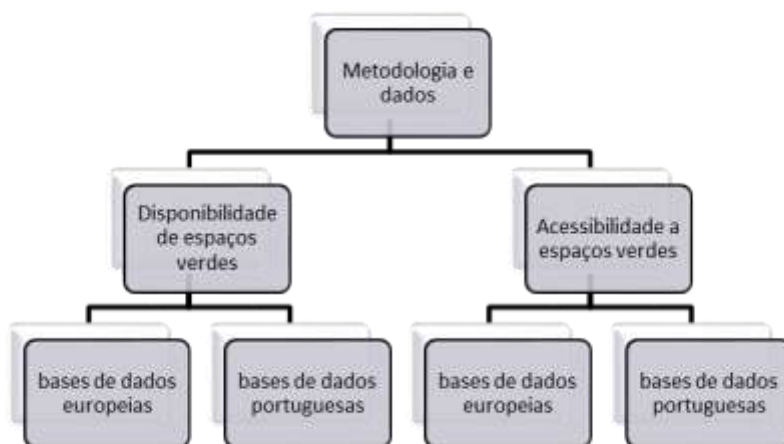 Metodologia e
dados
Disponibilidade
de espaços
verdes
Acessibilidade a
espaços verdes
bases de dados
europeias
bases de dados
portuguesas
bases de dados
europeias
bases de dados
portuguesas